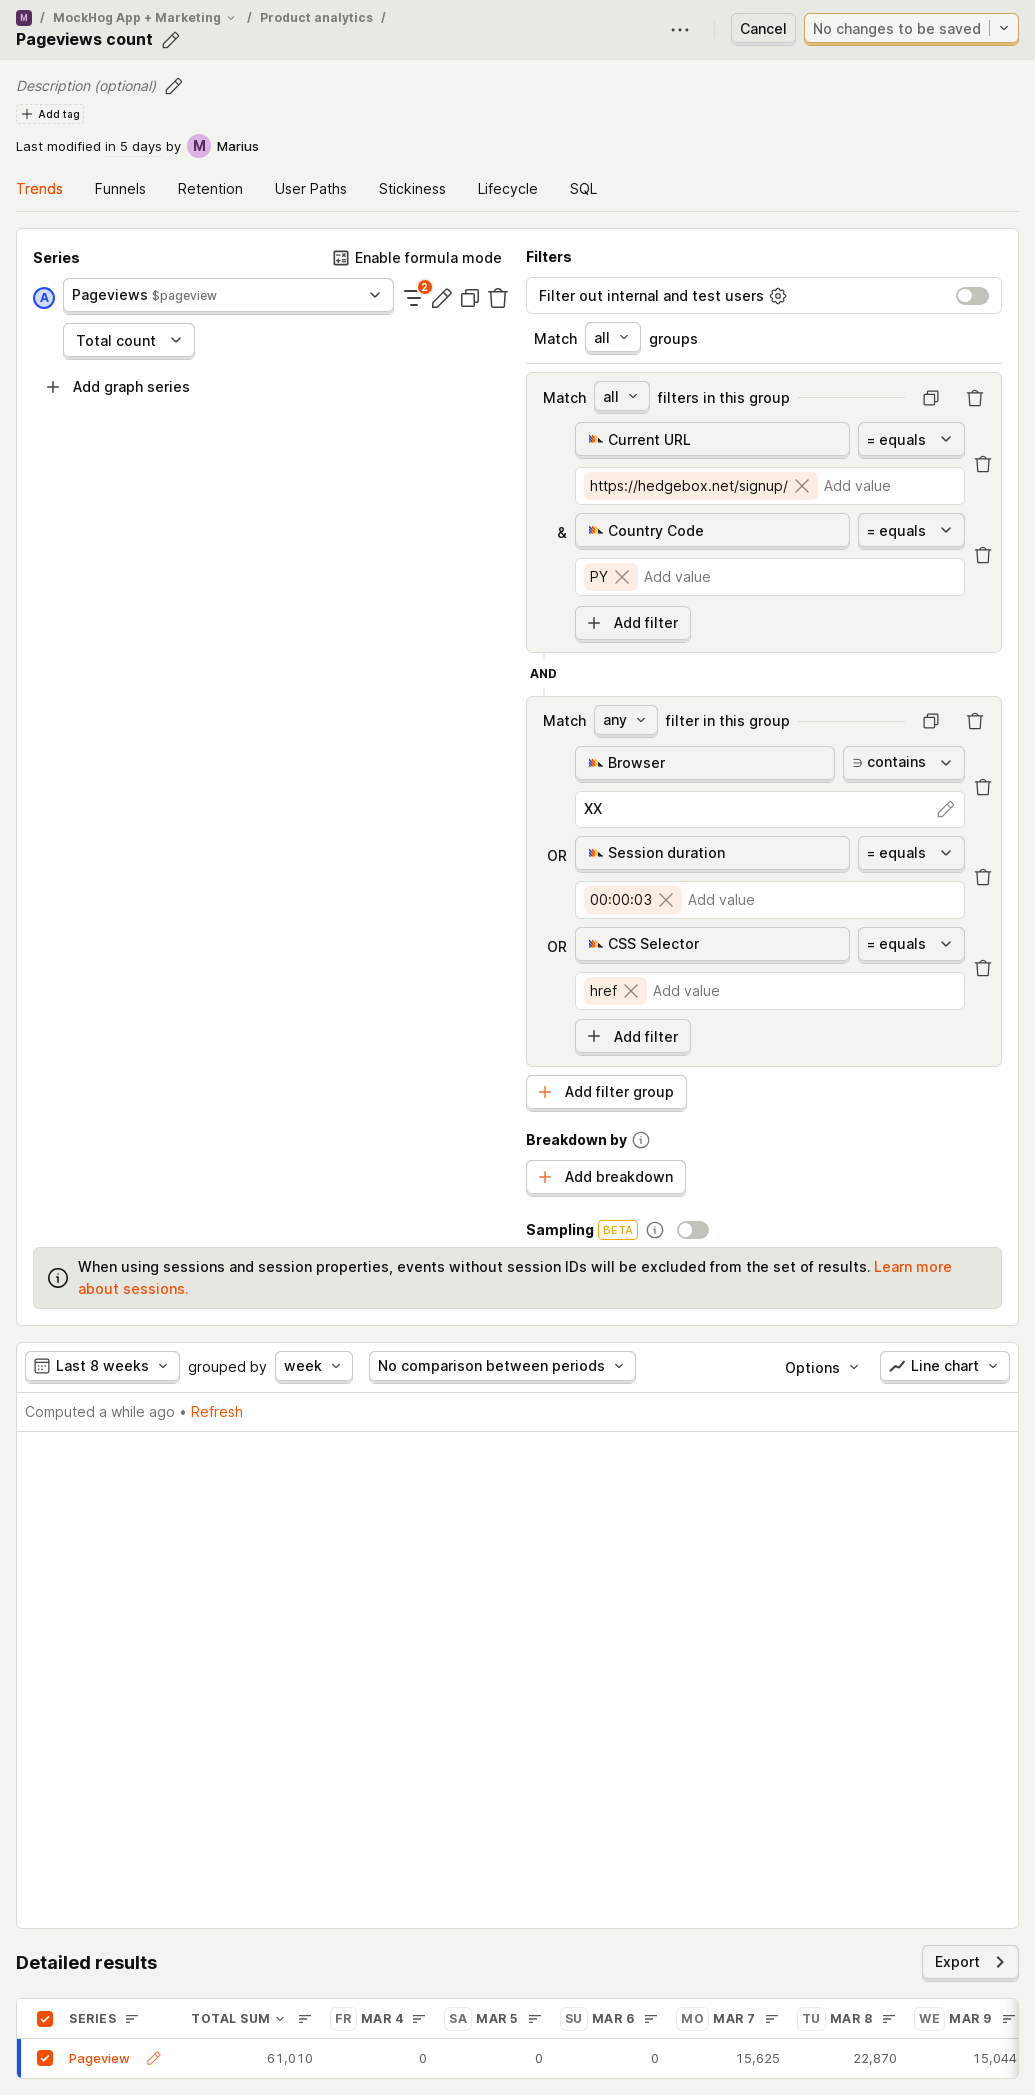 M / MockHog App + Marketing / Product analytics /
Pageviews count
Cancel
No changes to be saved
Description (optional)
Add tag
Last modified in 5 days by M Marius
Trends Funnels Retention User Paths Stickiness Lifecycle SQL
Series
Enable formula mode
A Pageviews $pageview
2
Total count
Add graph series
Filters
Filter out internal and test users
Match all groups
Match all filters in this group
Current URL = equals
https://hedgebox.net/signup/ Add value
& Country Code = equals
PY Add value
Add filter
AND
Match any filter in this group
Browser ∋ contains
XX
OR Session duration = equals
00:00:03 Add value
OR CSS Selector = equals
href Add value
Add filter
Add filter group
Breakdown by
Add breakdown
Sampling BETA
When using sessions and session properties, events without session IDs will be excluded from the set of results. Learn more
about sessions.
Last 8 weeks grouped by week No comparison between periods Options Line chart
Computed a while ago • Refresh
Detailed results
Export
SERIES TOTAL SUM FR MAR 4 SA MAR 5 SU MAR 6 MO MAR 7 TU MAR 8 WE MAR 9
Pageview 61,010 0 0 0 15,625 22,870 15,044